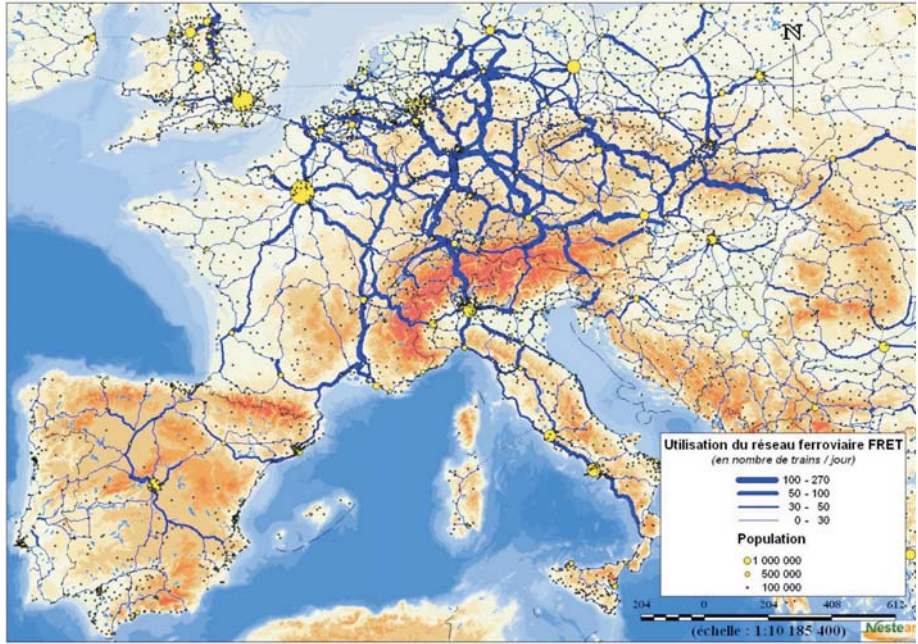 N
Utilisation du réseau ferroviaire FRET
(en nombre de trains / jour)
100 - 270
50 - 100
30 - 50
0 - 30
Population
1 000 000
500 000
100 000
204 0 204 408 612
(échelle : 1:10 185 400)